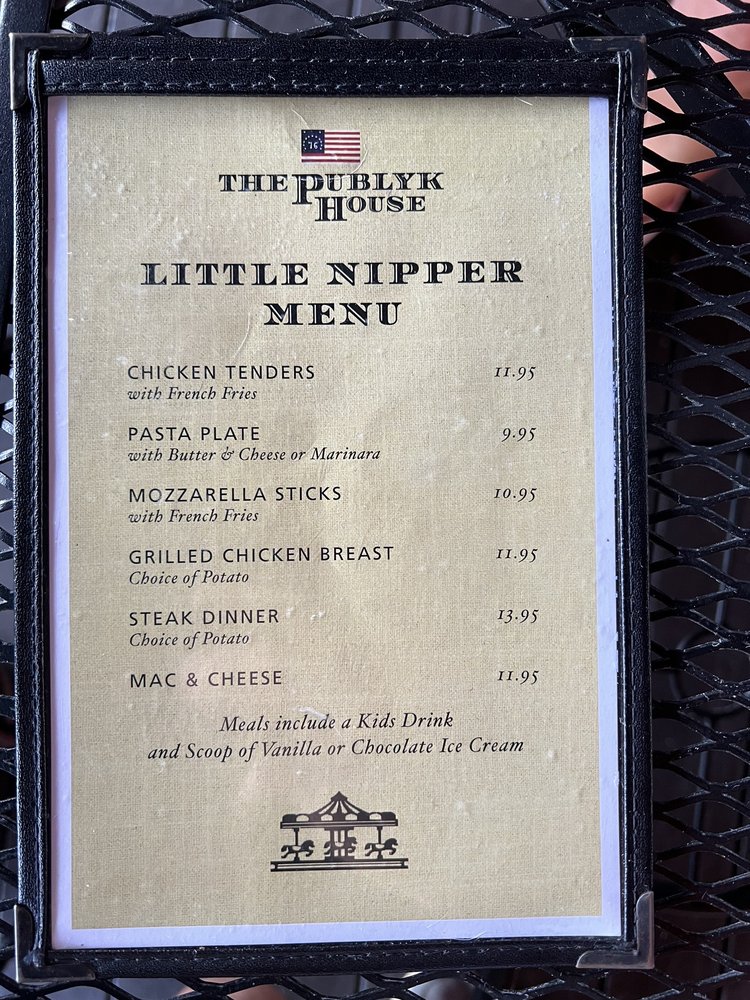 76
THE PUBLYK
HOUSE
LITTLE NIPPER
MENU
CHICKEN TENDERS 11.95
with French Fries
PASTA PLATE 9.95
with Butter & Cheese or Marinara
MOZZARELLA STICKS 10.95
with French Fries
GRILLED CHICKEN BREAST 11.95
Choice of Potato
STEAK DINNER 13.95
Choice of Potato
MAC & CHEESE 11.95
Meals include a Kids Drink
and Scoop of Vanilla or Chocolate Ice Cream